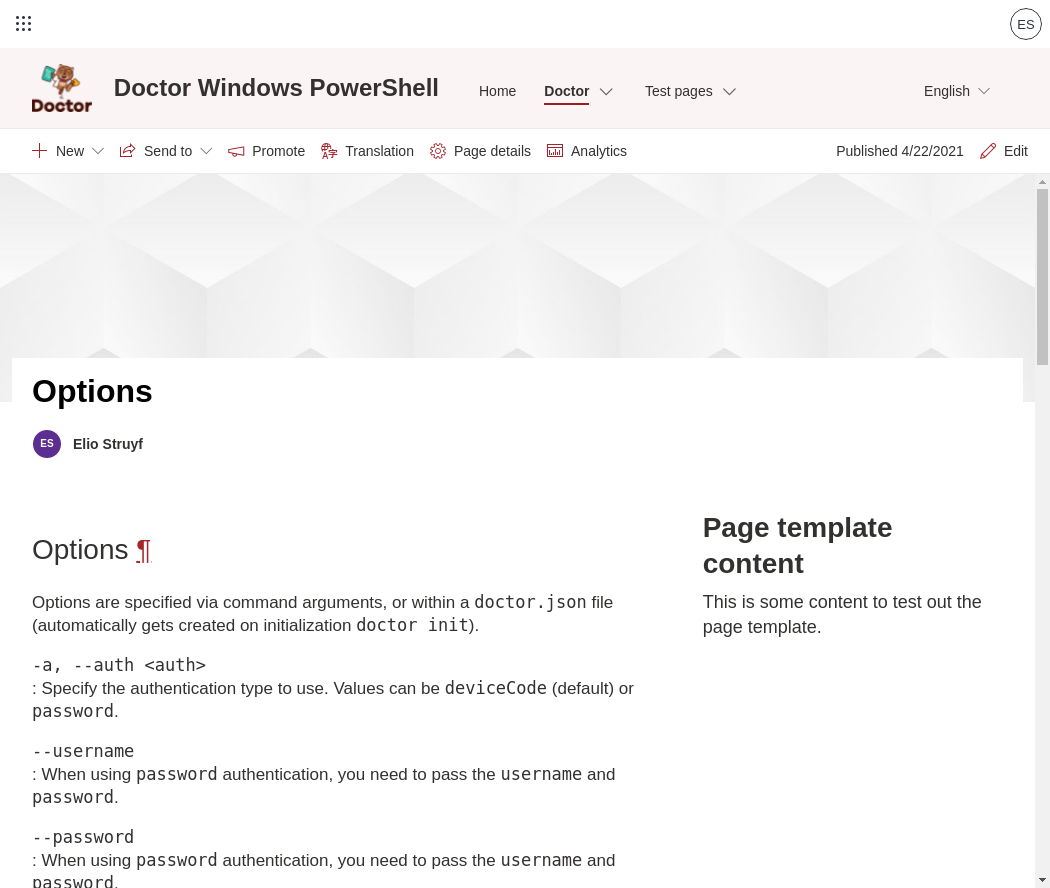 ES
Doctor
Doctor Windows PowerShell
Home
Doctor
Test pages
English
New
Send to
Promote
Translation
Page details
Analytics
Published 4/22/2021
Edit
Options
ES
Elio Struyf
Options ¶
Options are specified via command arguments, or within a doctor.json file
(automatically gets created on initialization doctor init).
-a, --auth <auth>
: Specify the authentication type to use. Values can be deviceCode (default) or
password.
--username
: When using password authentication, you need to pass the username and
password.
--password
: When using password authentication, you need to pass the username and
password.
Page template
content
This is some content to test out the
page template.